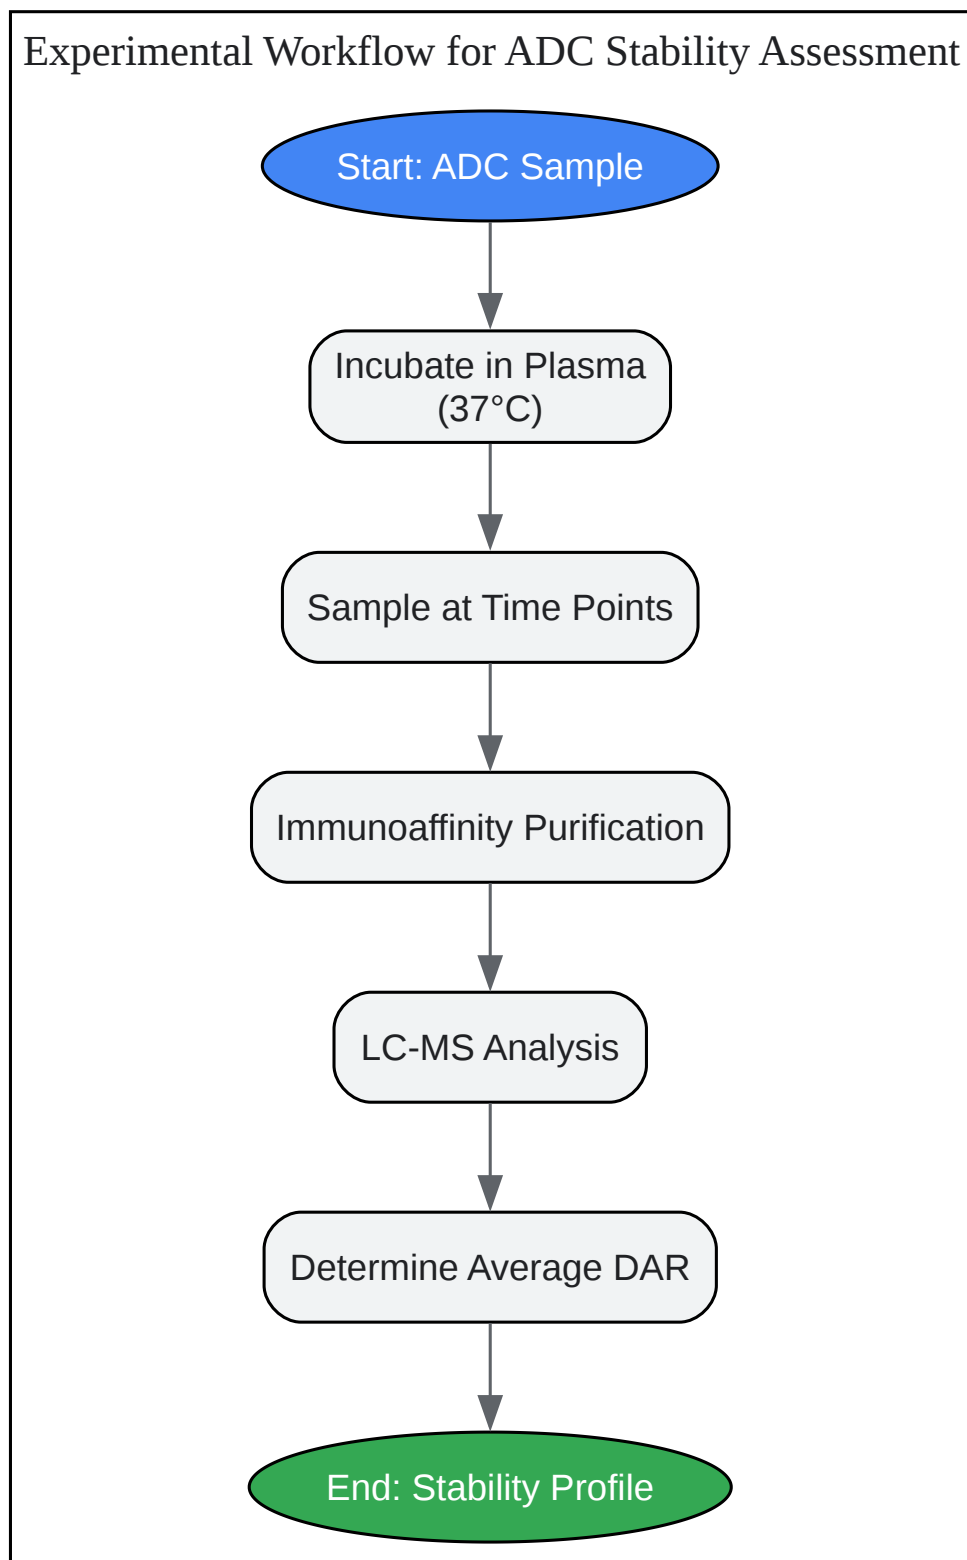 Experimental Workflow for ADC Stability Assessment
Start: ADC Sample
Incubate in Plasma
(37°C)
Sample at Time Points
Immunoaffinity Purification
LC-MS Analysis
Determine Average DAR
End: Stability Profile